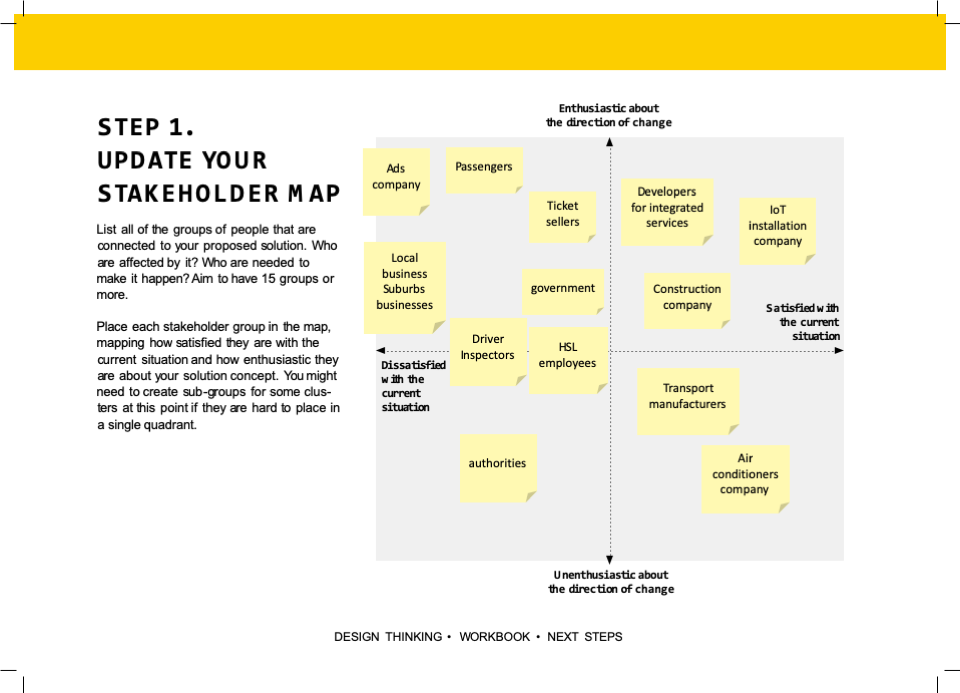 STEP 1.
UPDATE YOUR
STAKEHOLDER MAP
List all of the groups of people that are
connected to your proposed solution. Who
are affected by it? Who are needed to
make it happen? Aim to have 15 groups or
more.
Place each stakeholder group in the map,
mapping how satisfied they are with the
current situation and how enthusiastic they
are about your solution concept. You might
need to create sub-groups for some clus-
ters at this point if they are hard to place in
a single quadrant.
Enthusiastic about
the direction of change
Ads
company
Passengers
Ticket
sellers
Developers
for integrated
services
IoT
installation
company
Local
business
Suburbs
businesses
government
Construction
company
Satisfied with
the current
situation
Driver
Inspectors
HSL
employees
Dissatisfied
with the
current
situation
Transport
manufacturers
authorities
Air
conditioners
company
Unenthusiastic about
the direction of change
DESIGN THINKING • WORKBOOK • NEXT STEPS